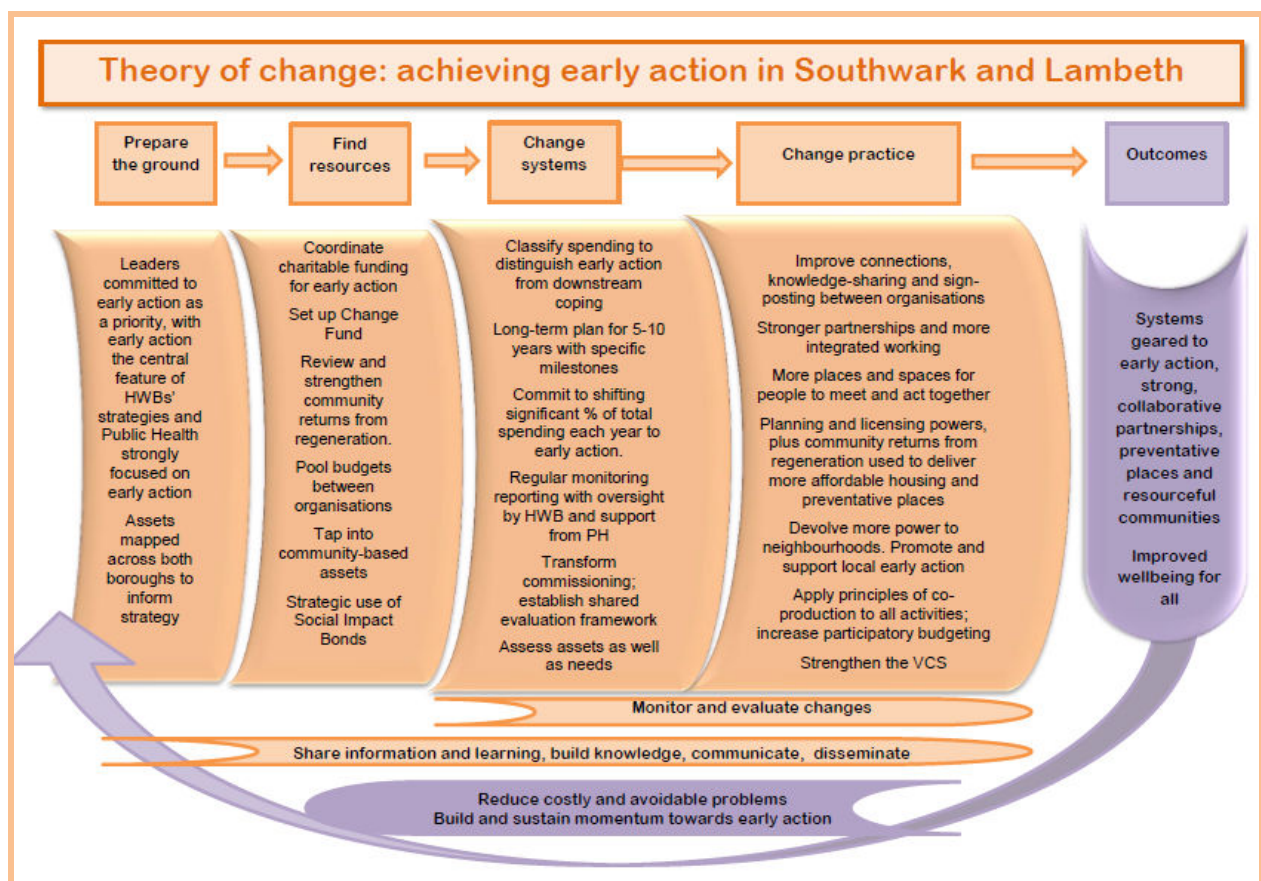 Theory of change: achieving early action in Southwark and Lambeth
Prepare
the ground
Find
resources
Change
systems
Change practice
Outcomes
Leaders
committed to
early action as
a priority, with
early action
the central
feature of
HWBs'
strategies and
Public Health
strongly
focused on
early action
Assets
mapped
across both
boroughs to
inform
strategy
Coordinate
charitable funding
for early action
Set up Change
Fund
Review and
strengthen
community
returns from
regeneration.
Pool budgets
between
organisations
Tap into
community-based
assets
Strategic use of
Social Impact
Bonds
Classify spending to
distinguish early action
from downstream
coping
Long-term plan for 5-10
years with specific
milestones
Commit to shifting
significant % of total
spending each year to
early action.
Regular monitoring
reporting with oversight
by HWB and support
from PH
Transform
commissioning;
establish shared
evaluation framework
Assess assets as well
as needs
Improve connections,
knowledge-sharing and sign-
posting between organisations
Stronger partnerships and more
integrated working
More places and spaces for
people to meet and act together
Planning and licensing powers,
plus community returns from
regeneration used to deliver
more affordable housing and
preventative places
Devolve more power to
neighbourhoods. Promote and
support local early action
Apply principles of co-
production to all activities;
increase participatory budgeting
Strengthen the VCS
Systems
geared to
early action,
strong,
collaborative
partnerships,
preventative
places and
resourceful
communities
Improved
wellbeing for
all
Monitor and evaluate changes
Share information and learning, build knowledge, communicate, disseminate
Reduce costly and avoidable problems
Build and sustain momentum towards early action